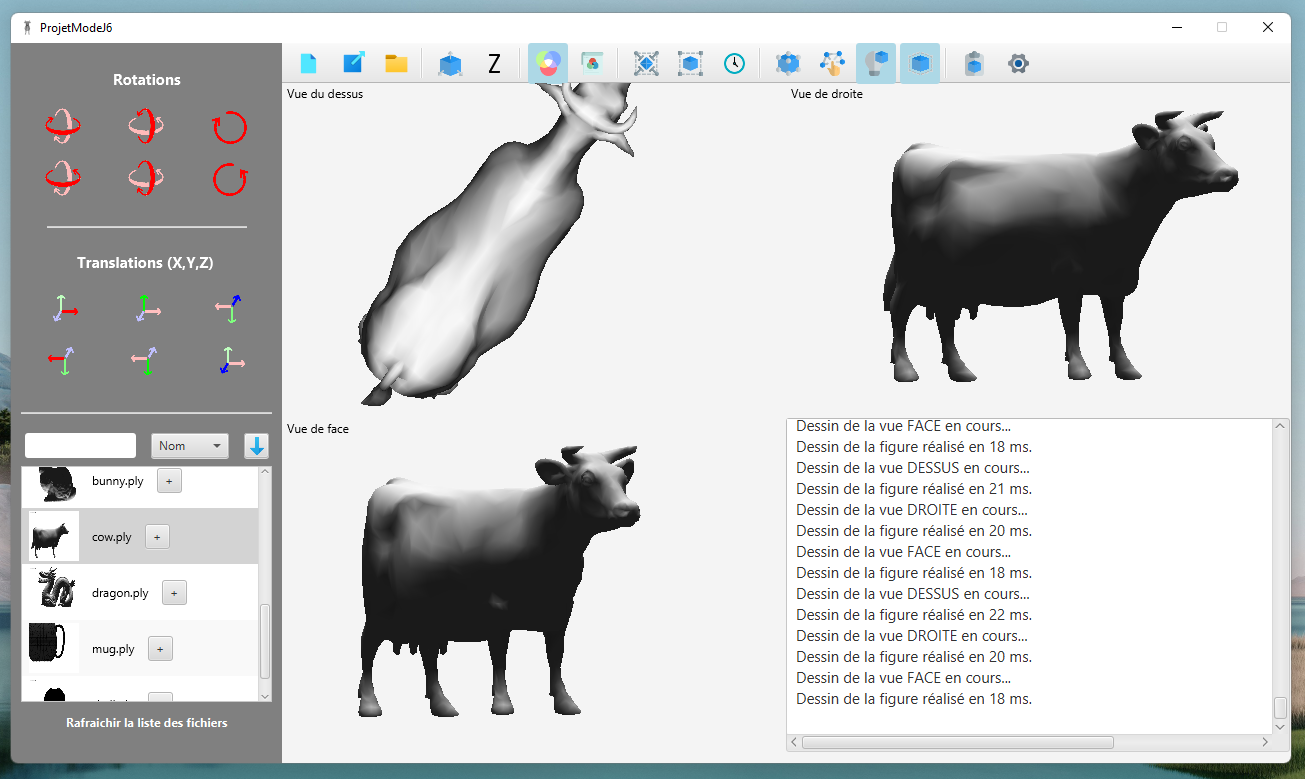 ProjetModeJ6
Rotations
Translations (X,Y,Z)
Nom
bunny.ply
+
cow.ply
+
dragon.ply
+
mug.ply
+
Rafraichir la liste des fichiers
Z
Vue du dessus
Vue de droite
Vue de face
Dessin de la vue FACE en cours...
Dessin de la figure réalisé en 18 ms.
Dessin de la vue DESSUS en cours...
Dessin de la figure réalisé en 21 ms.
Dessin de la vue DROITE en cours...
Dessin de la figure réalisé en 20 ms.
Dessin de la vue FACE en cours...
Dessin de la figure réalisé en 18 ms.
Dessin de la vue DESSUS en cours...
Dessin de la figure réalisé en 22 ms.
Dessin de la vue DROITE en cours...
Dessin de la figure réalisé en 20 ms.
Dessin de la vue FACE en cours...
Dessin de la figure réalisé en 18 ms.